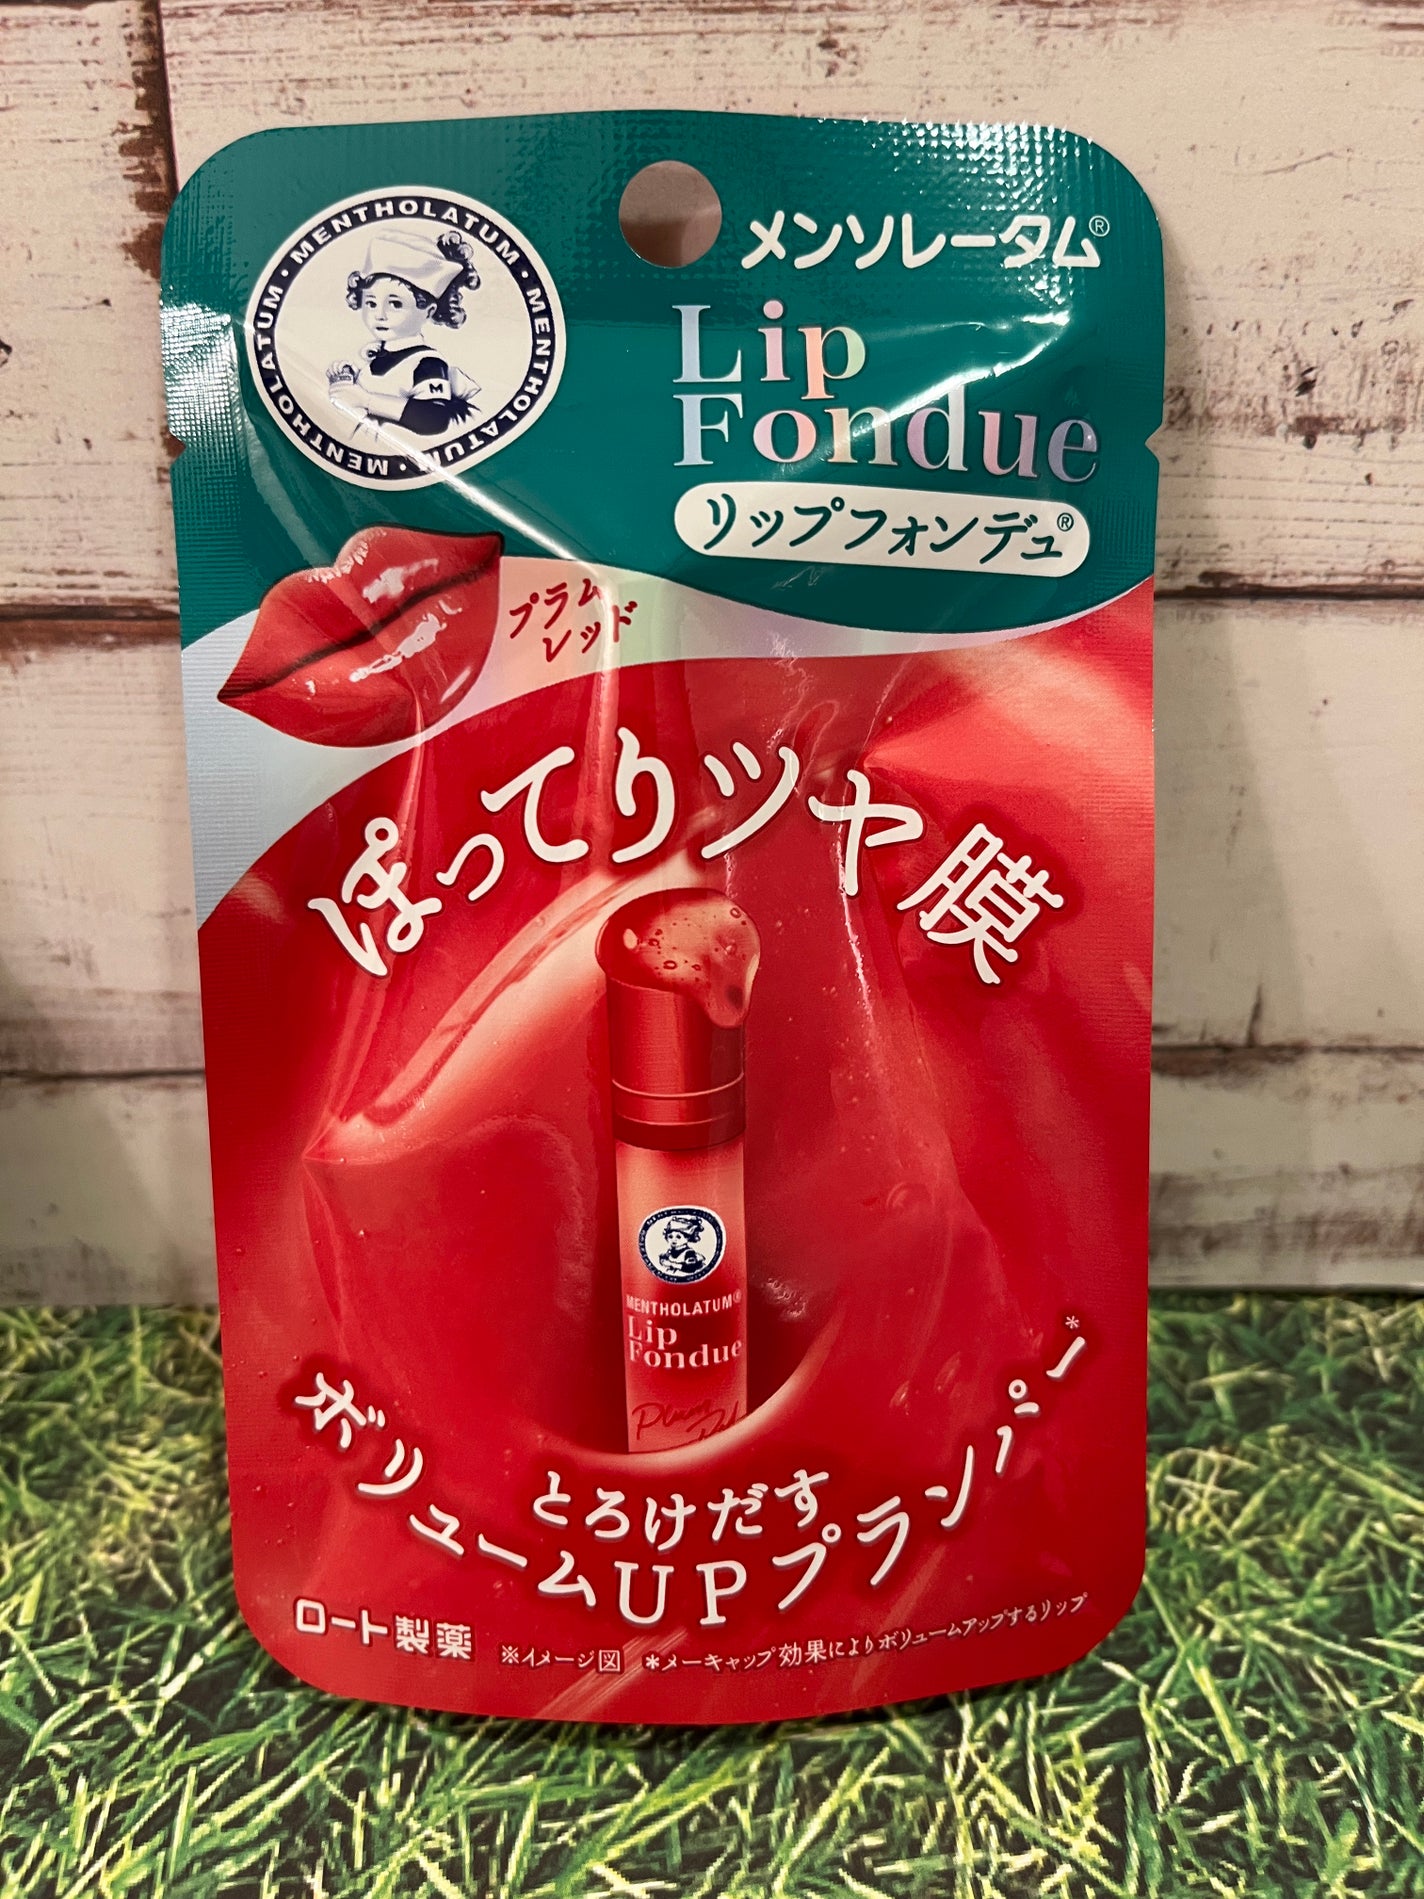 MENTHOLATUM · MENTHOLATUM · MENTHOLATUM · MENTHOLATUM ·
M
メンソレータム®
Lip
Fondue
リップフォンデュ®
プラム
レッド
ぽってりツヤ膜
MENTHOLATUM®
Lip
Fondue
Plum
とろけだす
ボリュームUPプランパー*
ロート製薬
※イメージ図 *メーキャップ効果によりボリュームアップするリップ